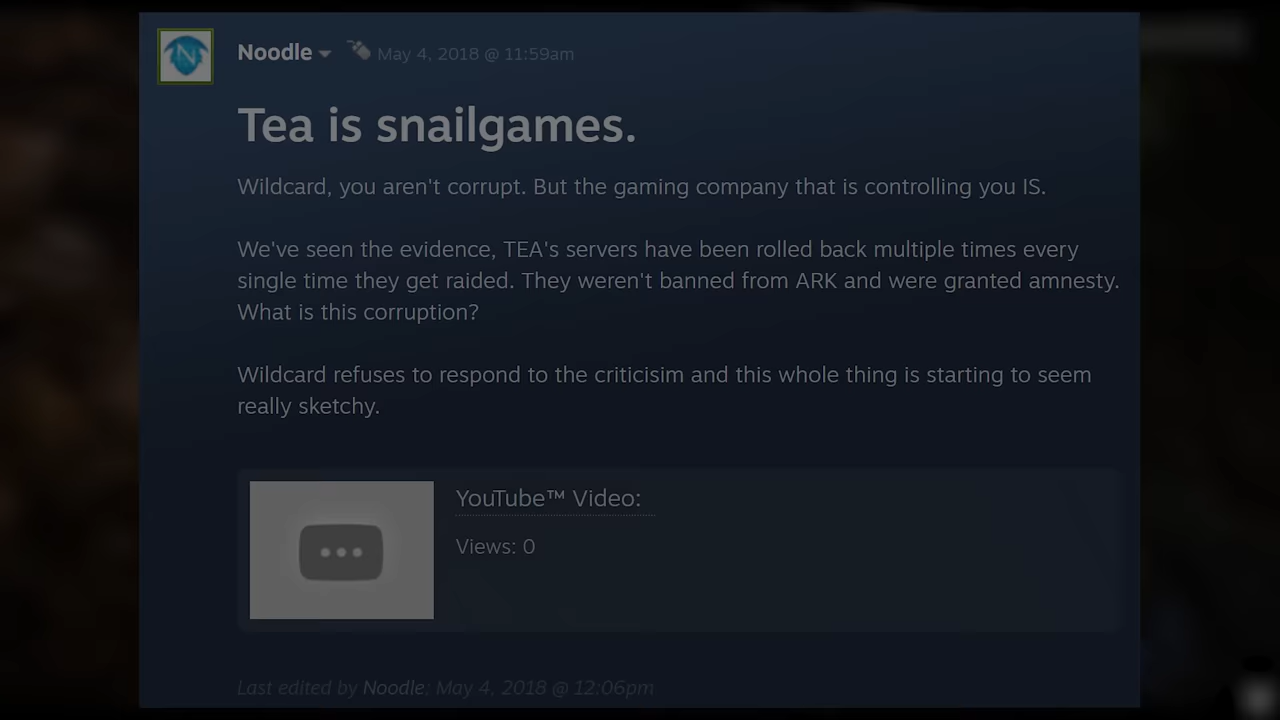 Noodle May 4, 2018 @ 11:59am
Tea is snailgames.
Wildcard, you aren't corrupt. But the gaming company that is controlling you IS.
We've seen the evidence, TEA's servers have been rolled back multiple times every
single time they get raided. They weren't banned from ARK and were granted amnesty.
What is this corruption?
Wildcard refuses to respond to the criticisim and this whole thing is starting to seem
really sketchy.
YouTube™ Video:
Views: 0
Last edited by Noodle; May 4, 2018 @ 12:06pm